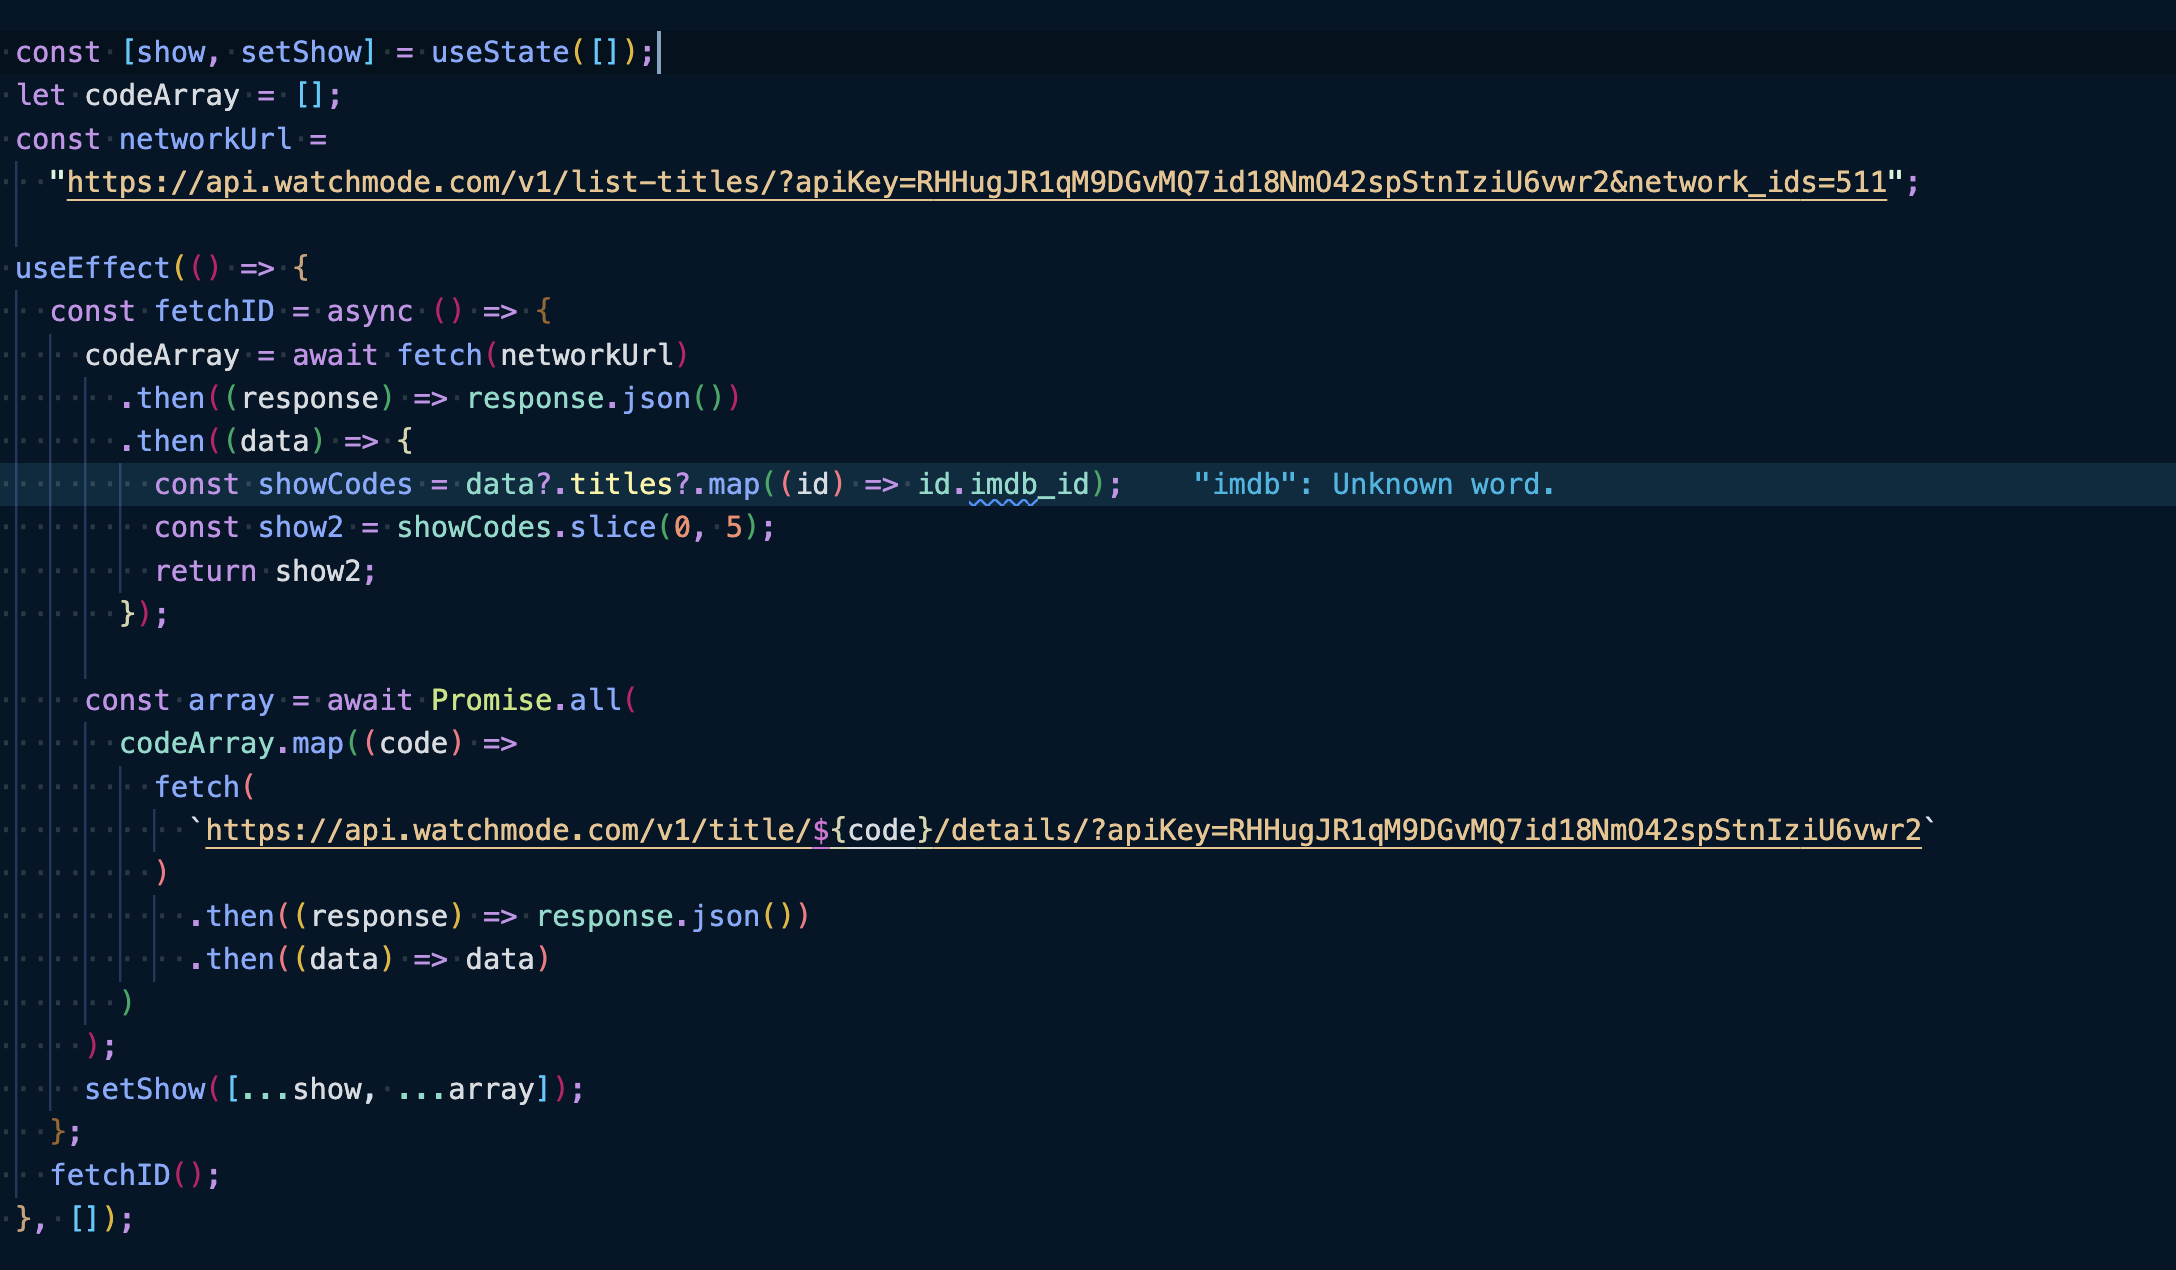 const [show, setShow] = useState([]);
let codeArray = [];
const networkUrl =
"https://api.watchmode.com/v1/list-titles/?apiKey=RHHugJR1qM9DGvMQ7id18NmO42spStnIziU6vwr2&network_ids=511";
useEffect(() => {
const fetchID = async () => {
codeArray = await fetch(networkUrl)
.then((response) => response.json())
.then((data) => {
const showCodes = data?.titles?.map((id) => id.imdb_id); "imdb": Unknown word.
const show2 = showCodes.slice(0, 5);
return show2;
});
const array = await Promise.all(
codeArray.map((code) =>
fetch(
`https://api.watchmode.com/v1/title/${code}/details/?apiKey=RHHugJR1qM9DGvMQ7id18NmO42spStnIziU6vwr2`
)
.then((response) => response.json())
.then((data) => data)
)
);
setShow([...show, ...array]);
};
fetchID();
}, []);